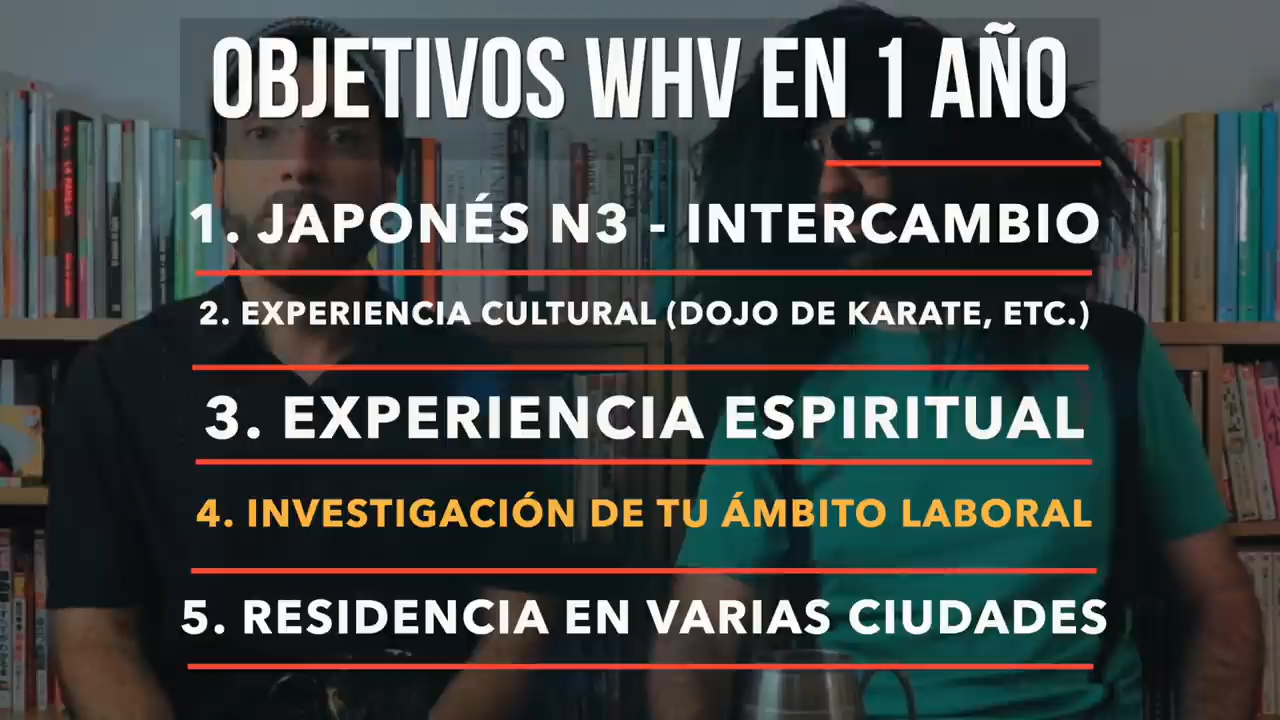 OBJETIVOS WHV EN 1 AÑO
1. JAPONÉS N3 - INTERCAMBIO
2. EXPERIENCIA CULTURAL (DOJO DE KARATE, ETC.)
3. EXPERIENCIA ESPIRITUAL
4. INVESTIGACIÓN DE TU ÁMBITO LABORAL
5. RESIDENCIA EN VARIAS CIUDADES